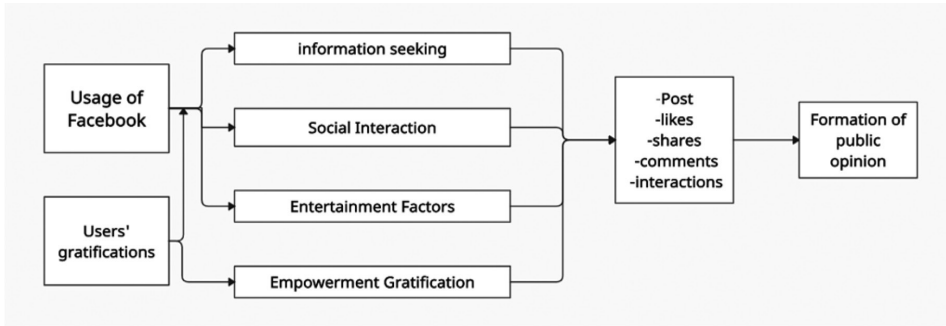 Usage of
Facebook
Users'
gratifications
information seeking
Social Interaction
Entertainment Factors
Empowerment Gratification
-Post
-likes
-shares
-comments
-interactions
Formation of
public
opinion